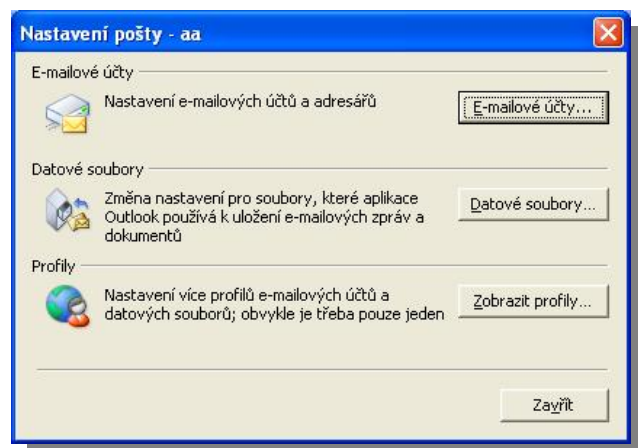 Nastavení pošty - aa
E-mailové účty
Nastavení e-mailových účtů a adresářů
E-mailové účty...
Datové soubory
Změna nastavení pro soubory, které aplikace
Outlook používá k uložení e-mailových zpráv a
dokumentů
Datové soubory...
Profily
Nastavení více profilů e-mailových účtů a
datových souborů; obvykle je třeba pouze jeden
Zobrazit profily...
Zavřít